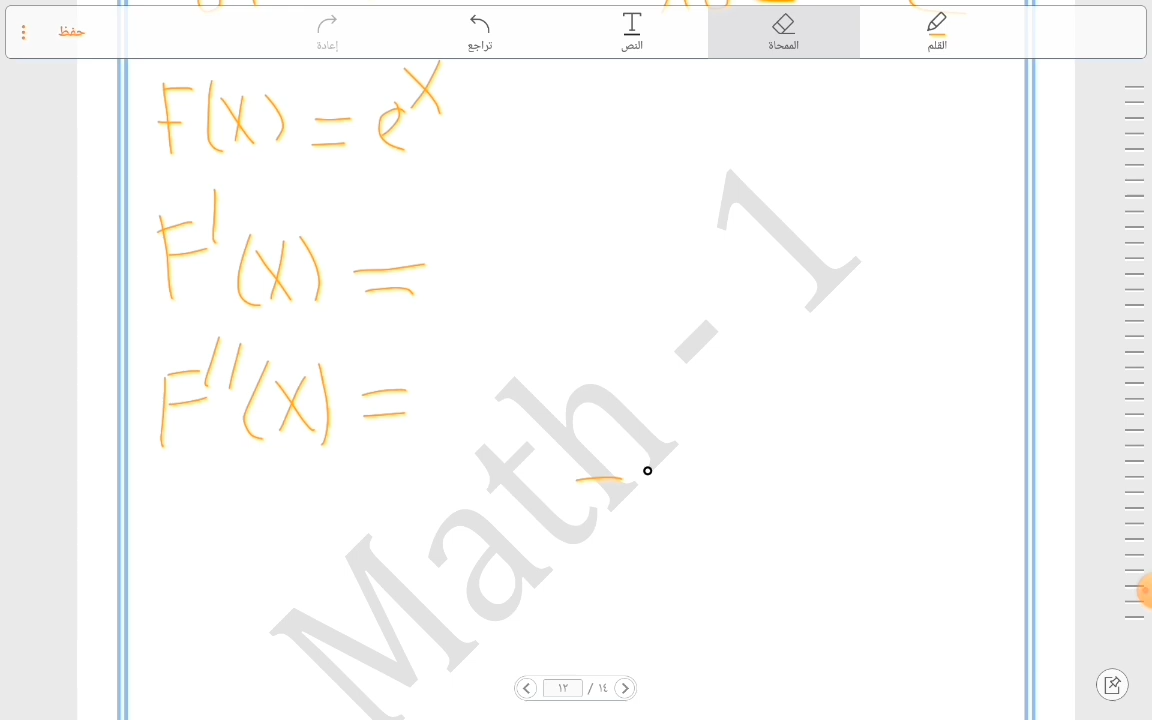 حفظ إعادة تراجع النص الممحاة القلم
F(x) = e^x
F'(x) =
F''(x) =
Math - 1
١٢ / ١٤